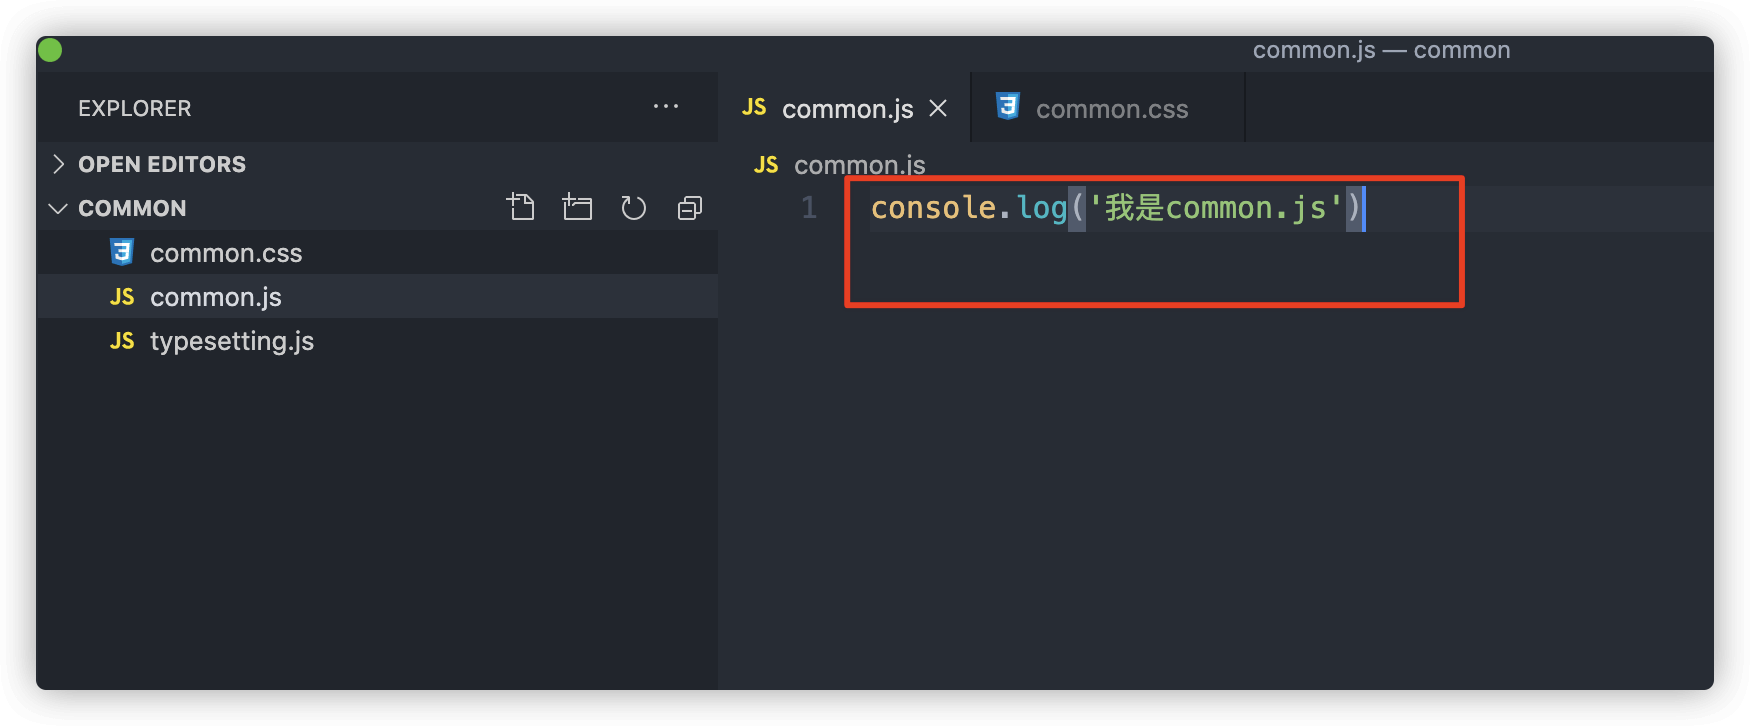 common.js — common
EXPLORER
···
JS common.js
common.css
OPEN EDITORS
JS common.js
COMMON
1 console.log('我是common.js')
common.css
JS common.js
JS typesetting.js